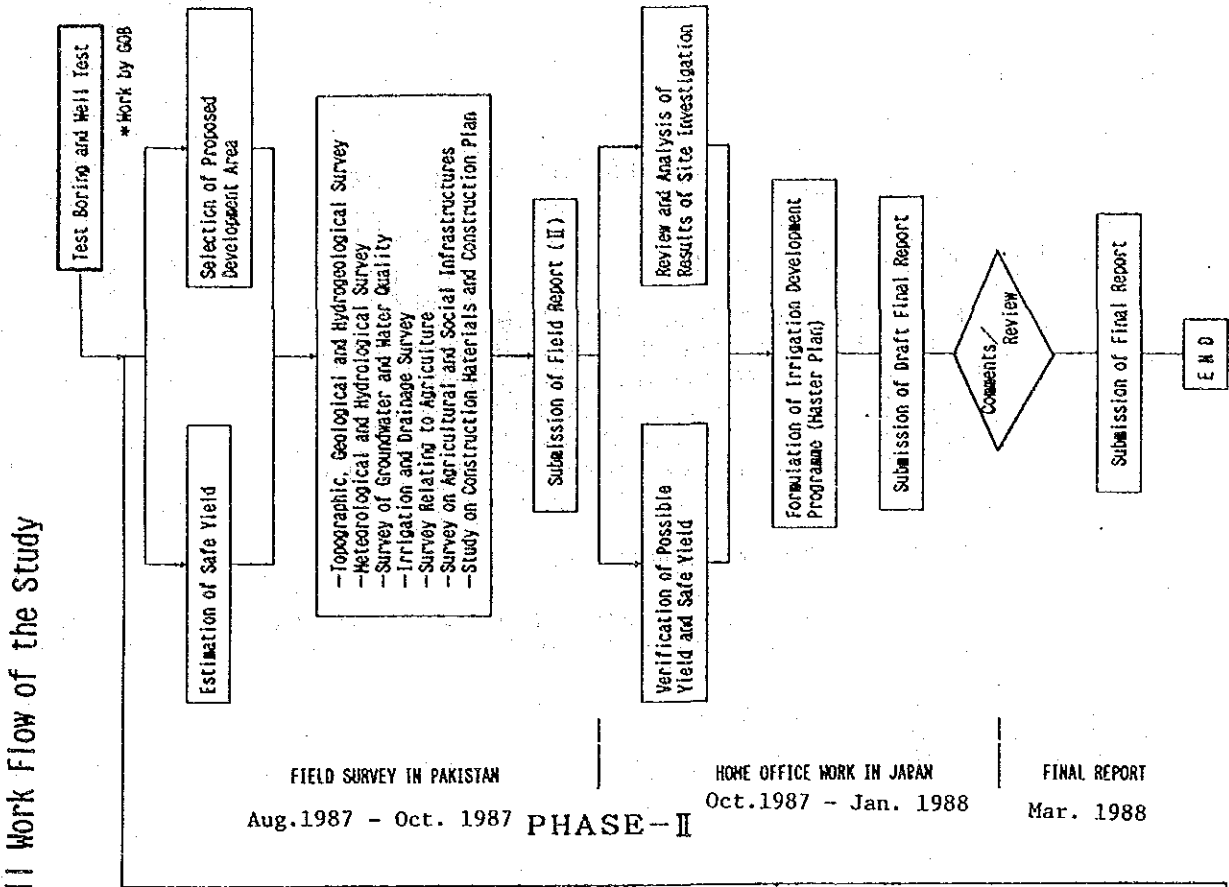 II Work Flow of the Study
Test Boring and Well Test
*Work by GOB
Estimation of Safe Yield
Selection of Proposed
Development Area
-Topographic, Geological and Hydrogeological Survey
-Meteorological and Hydrological Survey
-Survey of Groundwater and Water Quality
-Irrigation and Drainage Survey
-Survey Relating to Agriculture
-Survey on Agricultural and Social Infrastructures
-Study on Construction Materials and Construction Plan
Submission of Field Report (II)
Verification of Possible
Yield and Safe Yield
Review and Analysis of
Results of Site Investigation
Formulation of Irrigation Development
Programme (Master Plan)
Submission of Draft Final Report
Comments/
Review
Submission of Final Report
END
FIELD SURVEY IN PAKISTAN
Aug.1987 - Oct. 1987
PHASE-II
HOME OFFICE WORK IN JAPAN
Oct.1987 - Jan. 1988
FINAL REPORT
Mar. 1988